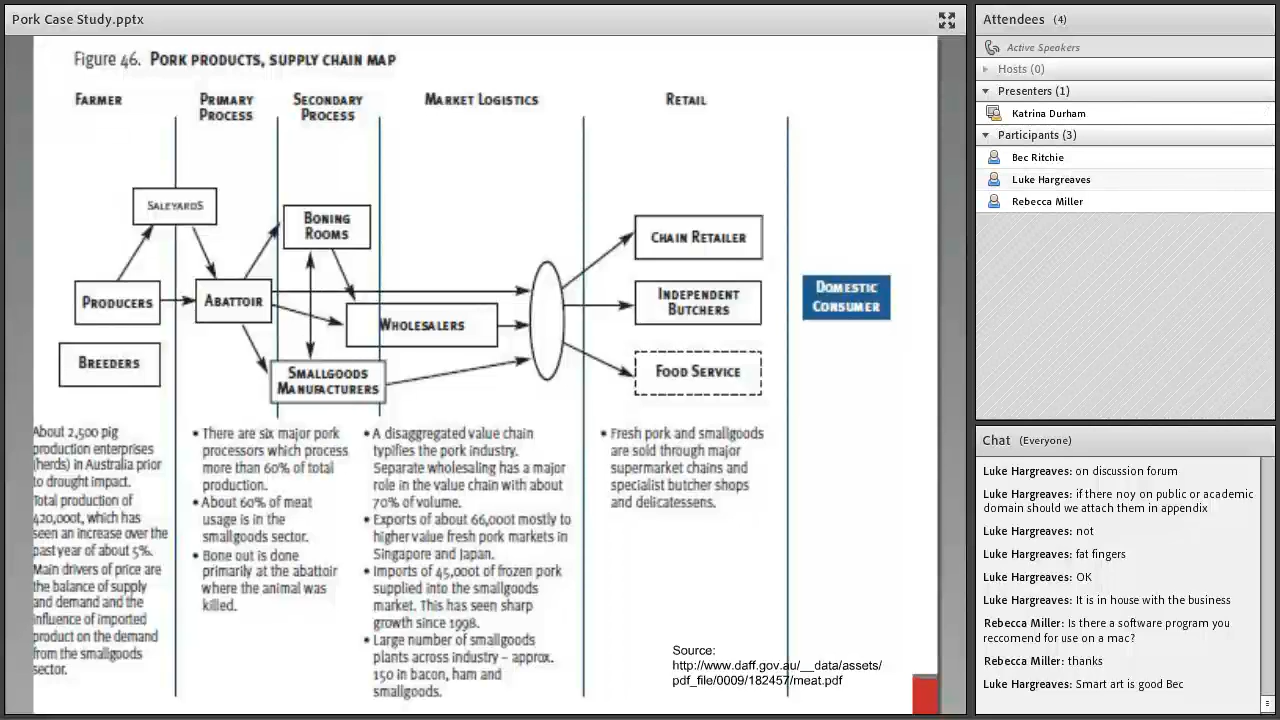 Pork Case Study.pptx
Figure 46. PORK PRODUCTS, SUPPLY CHAIN MAP
FARMER
PRIMARY
PROCESS
SECONDARY
PROCESS
MARKET LOGISTICS
RETAIL
SALEYARDS
BONING
ROOMS
CHAIN RETAILER
PRODUCERS
ABATTOIR
WHOLESALERS
INDEPENDENT
BUTCHERS
DOMESTIC
CONSUMER
BREEDERS
SMALLGOODS
MANUFACTURERS
FOOD SERVICE
About 2,500 pig
production enterprises
(herds) in Australia prior
to drought impact.
Total production of
420,000t, which has
seen an increase over the
past year of about 5%.
Main drivers of price are
the balance of supply
and demand and the
influence of imported
product on the demand
from the smallgoods
sector.
• There are six major pork
processors which process
more than 60% of total
production.
• About 60% of meat
usage is in the
smallgoods sector.
• Bone out is done
primarily at the abattoir
where the animal was
killed.
• A disaggregated value chain
typifies the pork industry.
Separate wholesaling has a major
role in the value chain with about
70% of volume.
• Exports of about 66,000t mostly to
higher value fresh pork markets in
Singapore and Japan.
• Imports of 45,000t of frozen pork
supplied into the smallgoods
market. This has seen sharp
growth since 1998.
• Large number of smallgoods
plants across industry – approx.
150 in bacon, ham and
smallgoods.
• Fresh pork and smallgoods
are sold through major
supermarket chains and
specialist butcher shops
and delicatessens.
Source:
http://www.daff.gov.au/__data/assets/
pdf_file/0009/182457/meat.pdf
Attendees (4)
Active Speakers
Hosts (0)
Presenters (1)
Katrina Durham
Participants (3)
Bec Ritchie
Luke Hargreaves
Rebecca Miller
Chat (Everyone)
Luke Hargreaves: on discussion forum
Luke Hargreaves: if that essy on public or academic
domain should we attach them in appendix
Luke Hargreaves: not
Luke Hargreaves: fat fingers
Luke Hargreaves: QiK
Luke Hargreaves: It is in house with the business
Rebecca Miller: Is there a software program you
reccomend for use on a mac?
Rebecca Miller: thanks
Luke Hargreaves: Smart art is good Bec